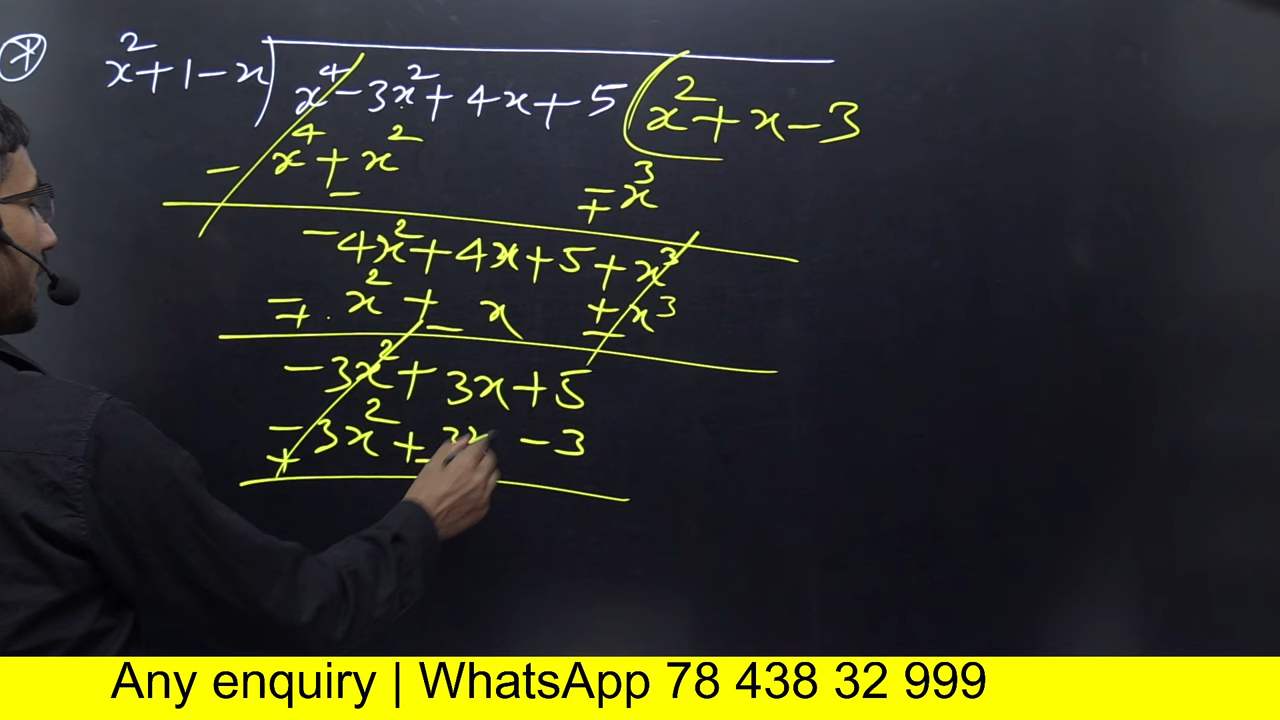 *
x²+1-x) x⁴-3x²+4x+5 (x²+x-3
- x⁴+x² ∓x³
-
-4x²+4x+5+x³
∓x² + x +x³
- -
-3x²+3x+5
-3x²+3x -3
+ -
Any enquiry | WhatsApp 78 438 32 999